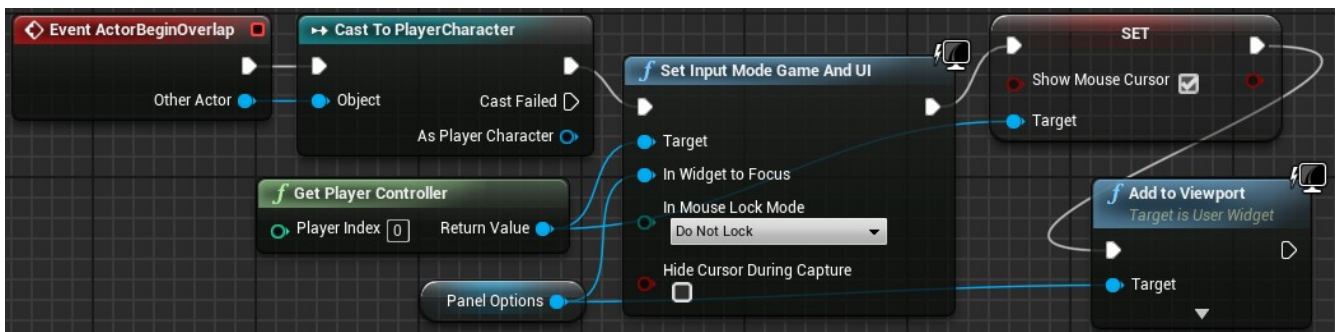 Event ActorBeginOverlap
Other Actor
Cast To PlayerCharacter
Object
Cast Failed
As Player Character
Get Player Controller
Player Index 0
Return Value
Panel Options
f Set Input Mode Game And UI
Target
In Widget to Focus
In Mouse Lock Mode
Do Not Lock
Hide Cursor During Capture
SET
Show Mouse Cursor
Target
f Add to Viewport
Target is User Widget
Target